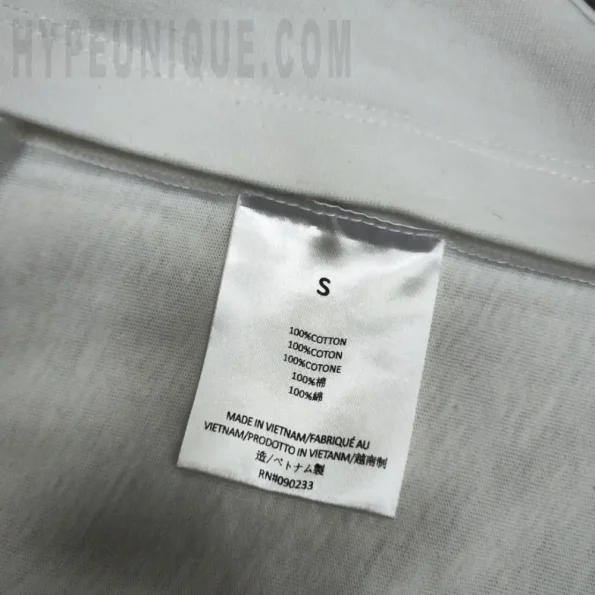 HYPEUNIQUE.COM
S
100%COTTON
100%COTON
100%COTONE
100%棉
100%綿
MADE IN VIETNAM/FABRIQUÉ AU
VIETNAM/PRODOTTO IN VIETANM/越南制
造/ベトナム製
RN#090233